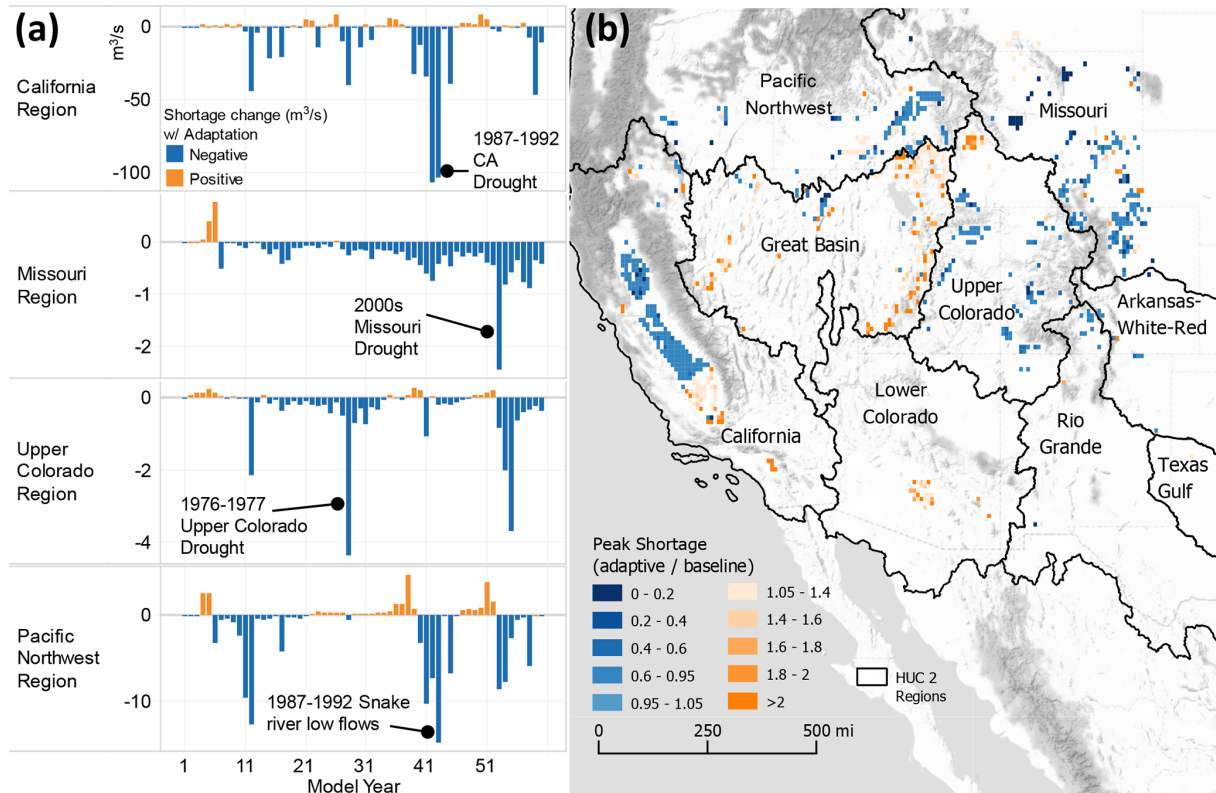 (a)
m³/s
0
-50
-100
California
Region
Shortage change (m³/s)
w/ Adaptation
Negative
Positive
1987-1992
CA
Drought
0
-1
-2
Missouri
Region
2000s
Missouri
Drought
0
-2
-4
Upper
Colorado
Region
1976-1977
Upper Colorado
Drought
0
-10
Pacific
Northwest
Region
1987-1992 Snake
river low flows
1 11 21 31 41 51
Model Year
(b)
Pacific
Northwest
Missouri
Great Basin
Upper
Colorado
Arkansas-
White-Red
Lower
Colorado
California
Rio
Grande
Texas
Gulf
Peak Shortage
(adaptive / baseline)
0 - 0.2
0.2 - 0.4
0.4 - 0.6
0.6 - 0.95
0.95 - 1.05
1.05 - 1.4
1.4 - 1.6
1.6 - 1.8
1.8 - 2
>2
HUC 2
Regions
0 250 500 mi